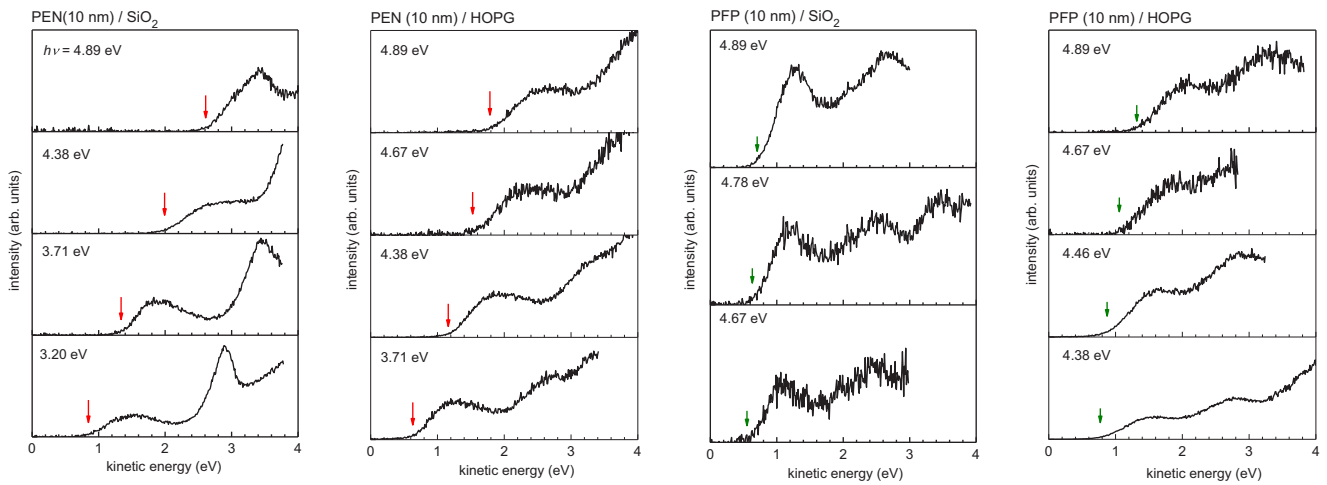 PEN(10 nm) / SiO₂
hν = 4.89 eV
4.38 eV
3.71 eV
3.20 eV
intensity (arb. units)
0 1 2 3 4
kinetic energy (eV)
PEN (10 nm) / HOPG
4.89 eV
4.67 eV
4.38 eV
3.71 eV
intensity (arb. units)
0 1 2 3 4
kinetic energy (eV)
PFP (10 nm) / SiO₂
4.89 eV
4.78 eV
4.67 eV
intensity (arb. units)
0 1 2 3 4
kinetic energy (eV)
PFP (10 nm) / HOPG
4.89 eV
4.67 eV
4.46 eV
4.38 eV
intensity (arb. units)
0 1 2 3 4
kinetic energy (eV)